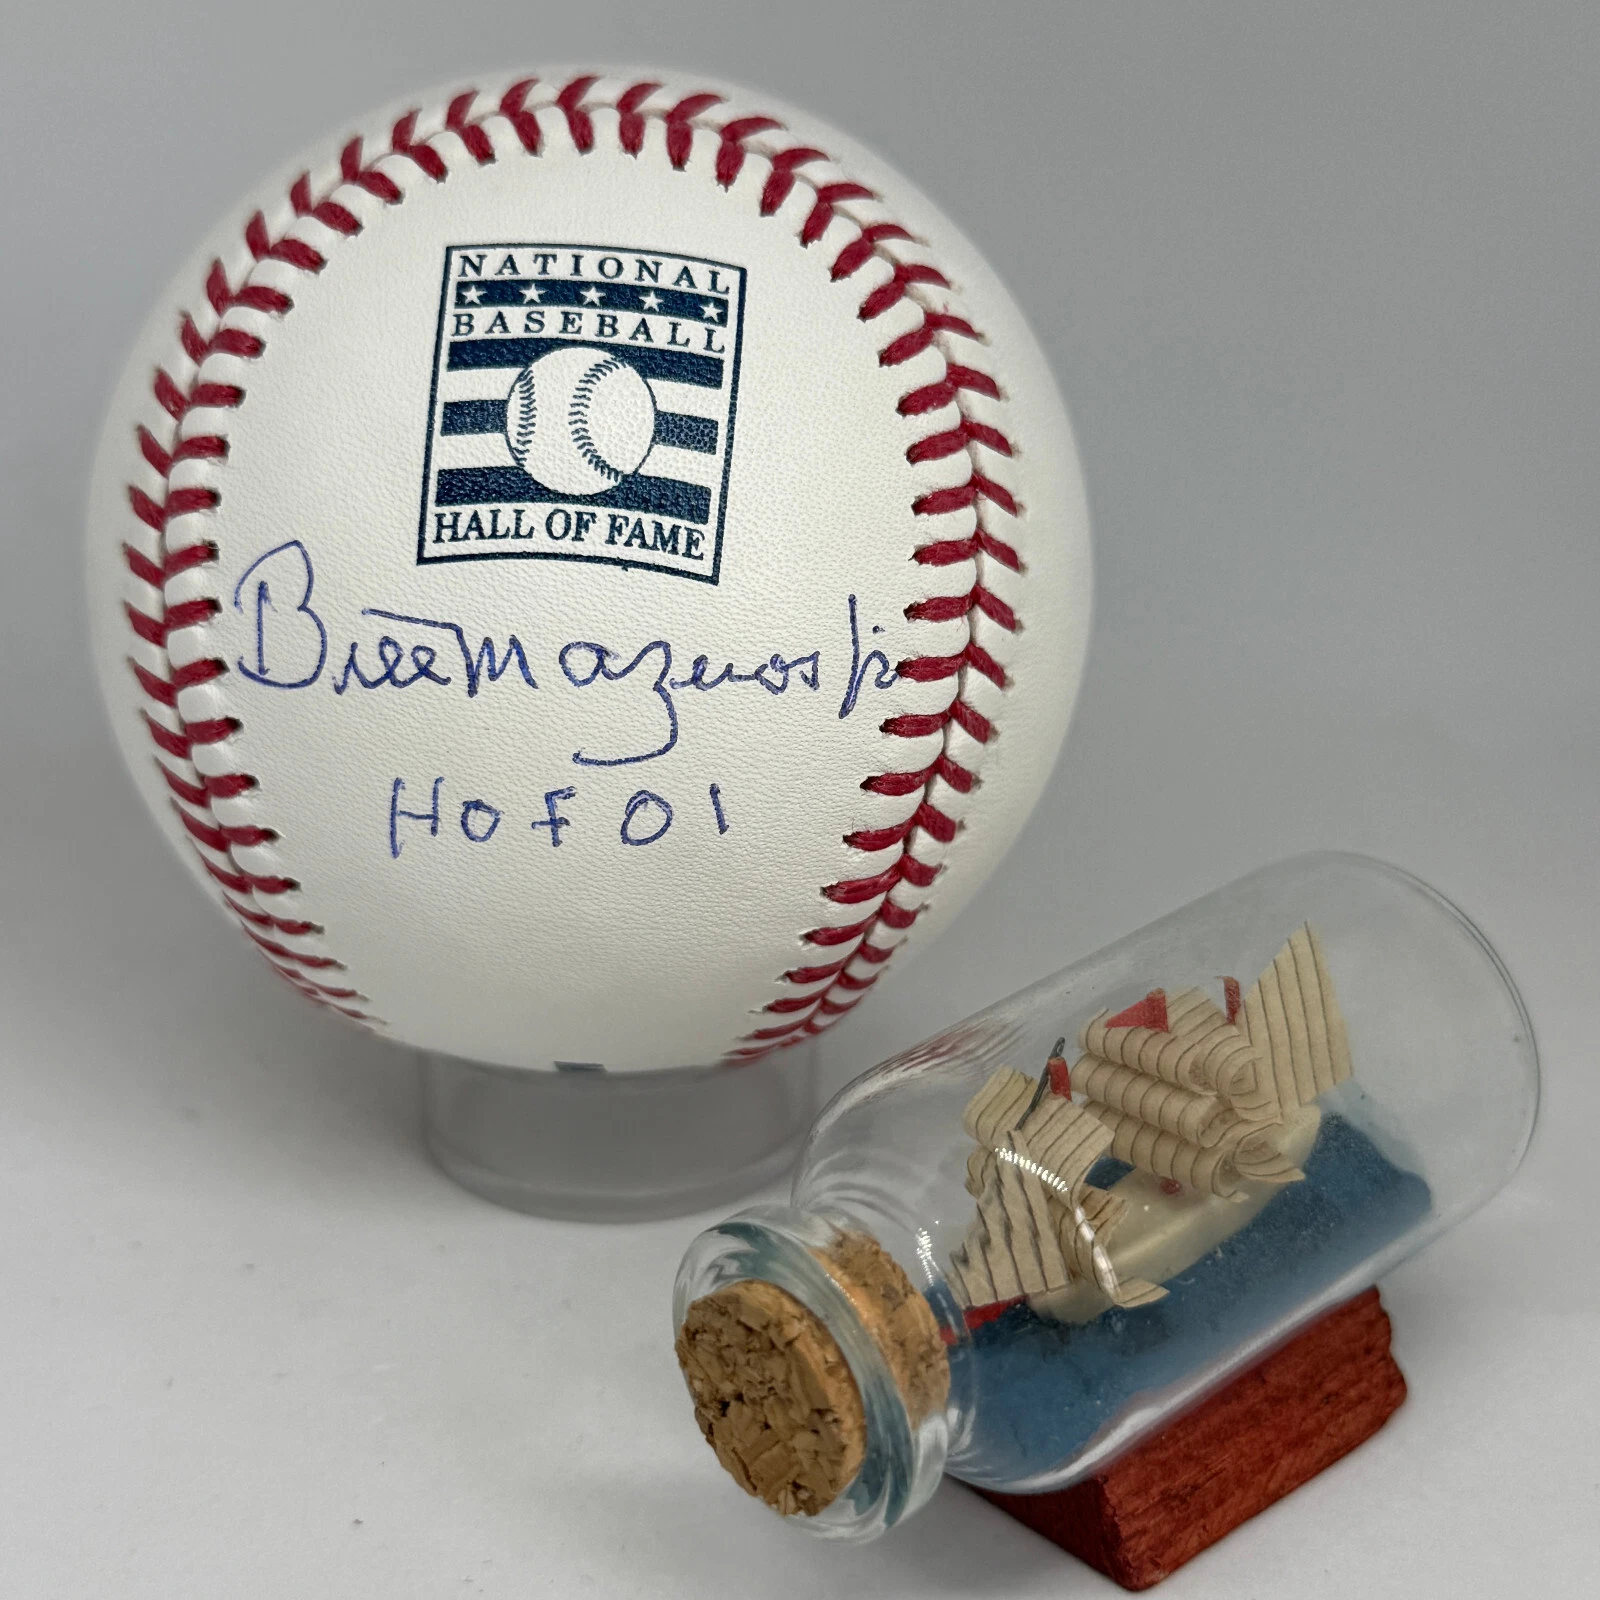 NATIONAL
BASEBALL
HALL OF FAME
Bill Mazeroski
HOF 01